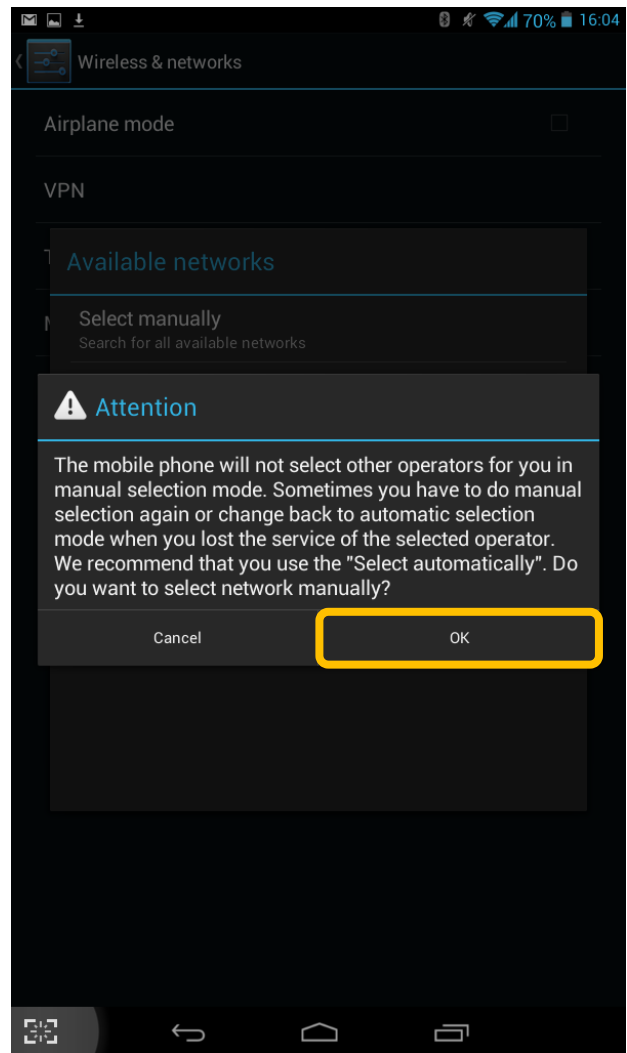 70% 16:04
Wireless & networks
Airplane mode
VPN
T
Available networks
N
Select manually
Search for all available networks
Attention
The mobile phone will not select other operators for you in
manual selection mode. Sometimes you have to do manual
selection again or change back to automatic selection
mode when you lost the service of the selected operator.
We recommend that you use the "Select automatically". Do
you want to select network manually?
Cancel OK